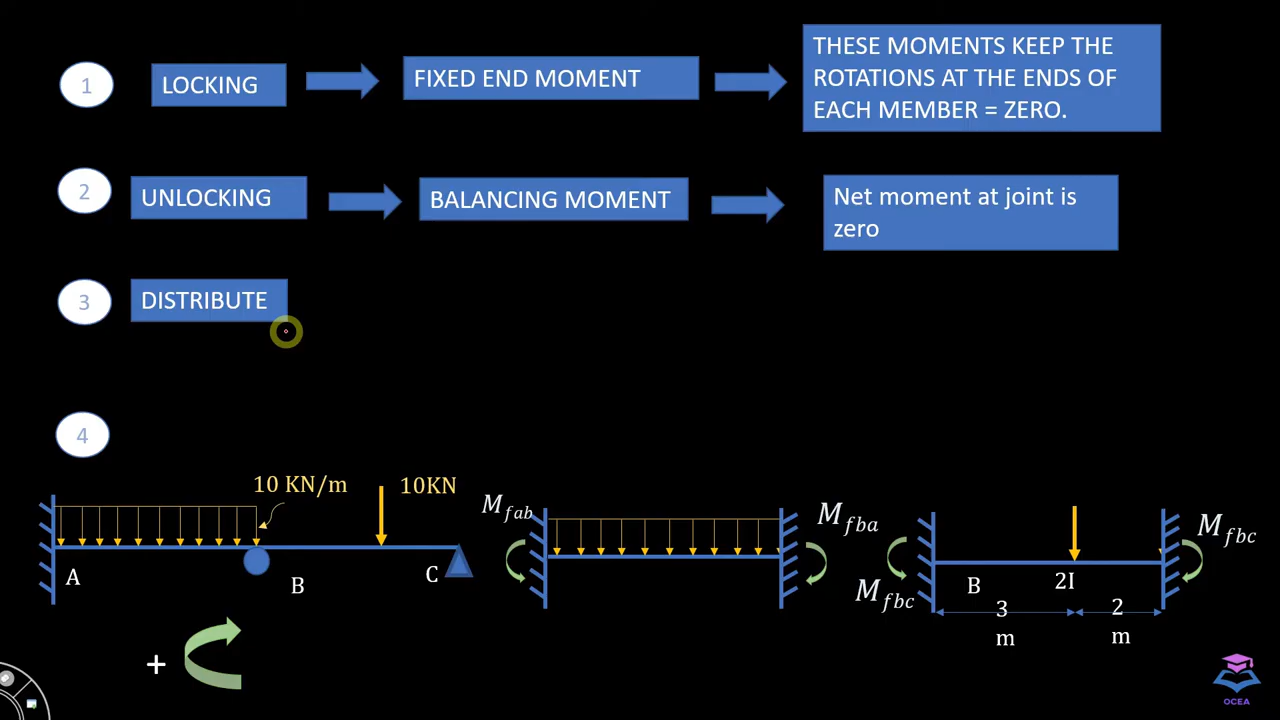 1
LOCKING
FIXED END MOMENT
THESE MOMENTS KEEP THE
ROTATIONS AT THE ENDS OF
EACH MEMBER = ZERO.
2
UNLOCKING
BALANCING MOMENT
Net moment at joint is
zero
3
DISTRIBUTE
4
10 KN/m
10KN
A
B
C
M_fab
M_fba
M_fbc
B
2I
M_fbc
3
m
2
m
+
OCEA